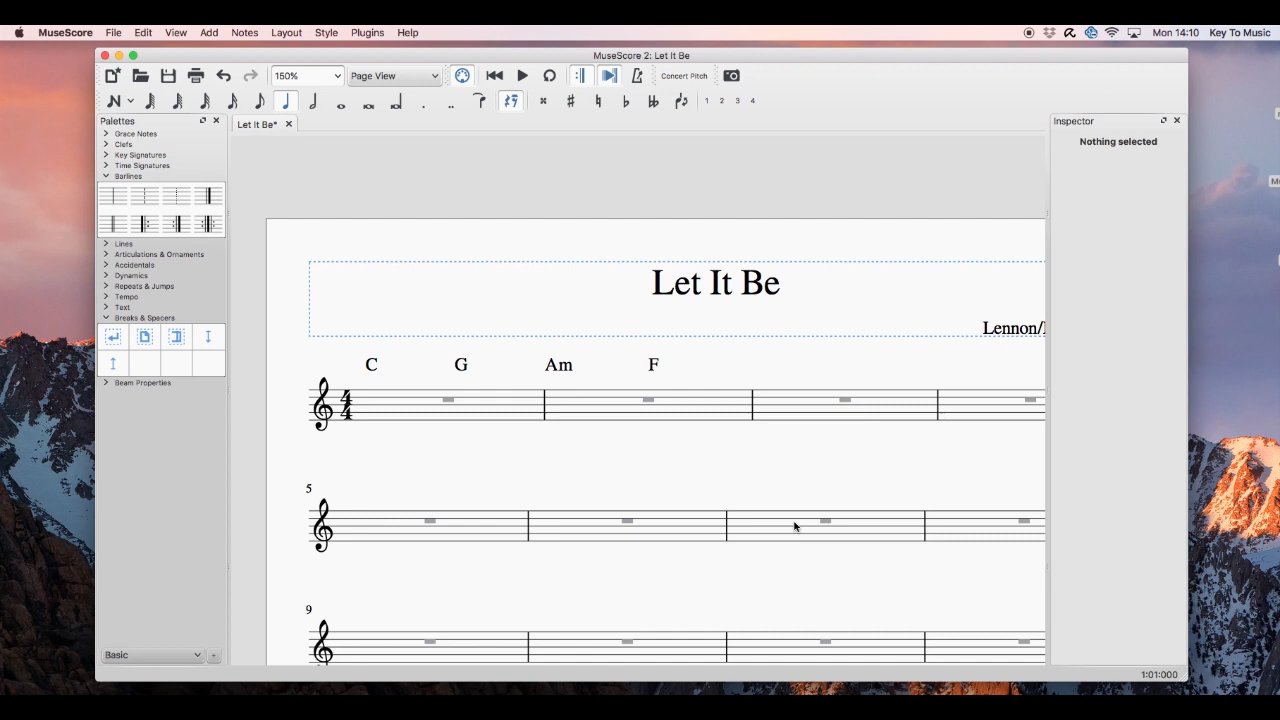 MuseScore File Edit View Add Notes Layout Style Plugins Help Mon 14:10 Key To Music
MuseScore 2: Let It Be
150% Page View Concert Pitch
1 2 3 4
Palettes
Let It Be*
Inspector
Nothing selected
Grace Notes
Clefs
Key Signatures
Time Signatures
Barlines
Lines
Articulations & Ornaments
Accidentals
Dynamics
Repeats & Jumps
Tempo
Text
Breaks & Spacers
Beam Properties
Basic
Let It Be
Lennon/
C G Am F
4
4
5
9
1:01:000